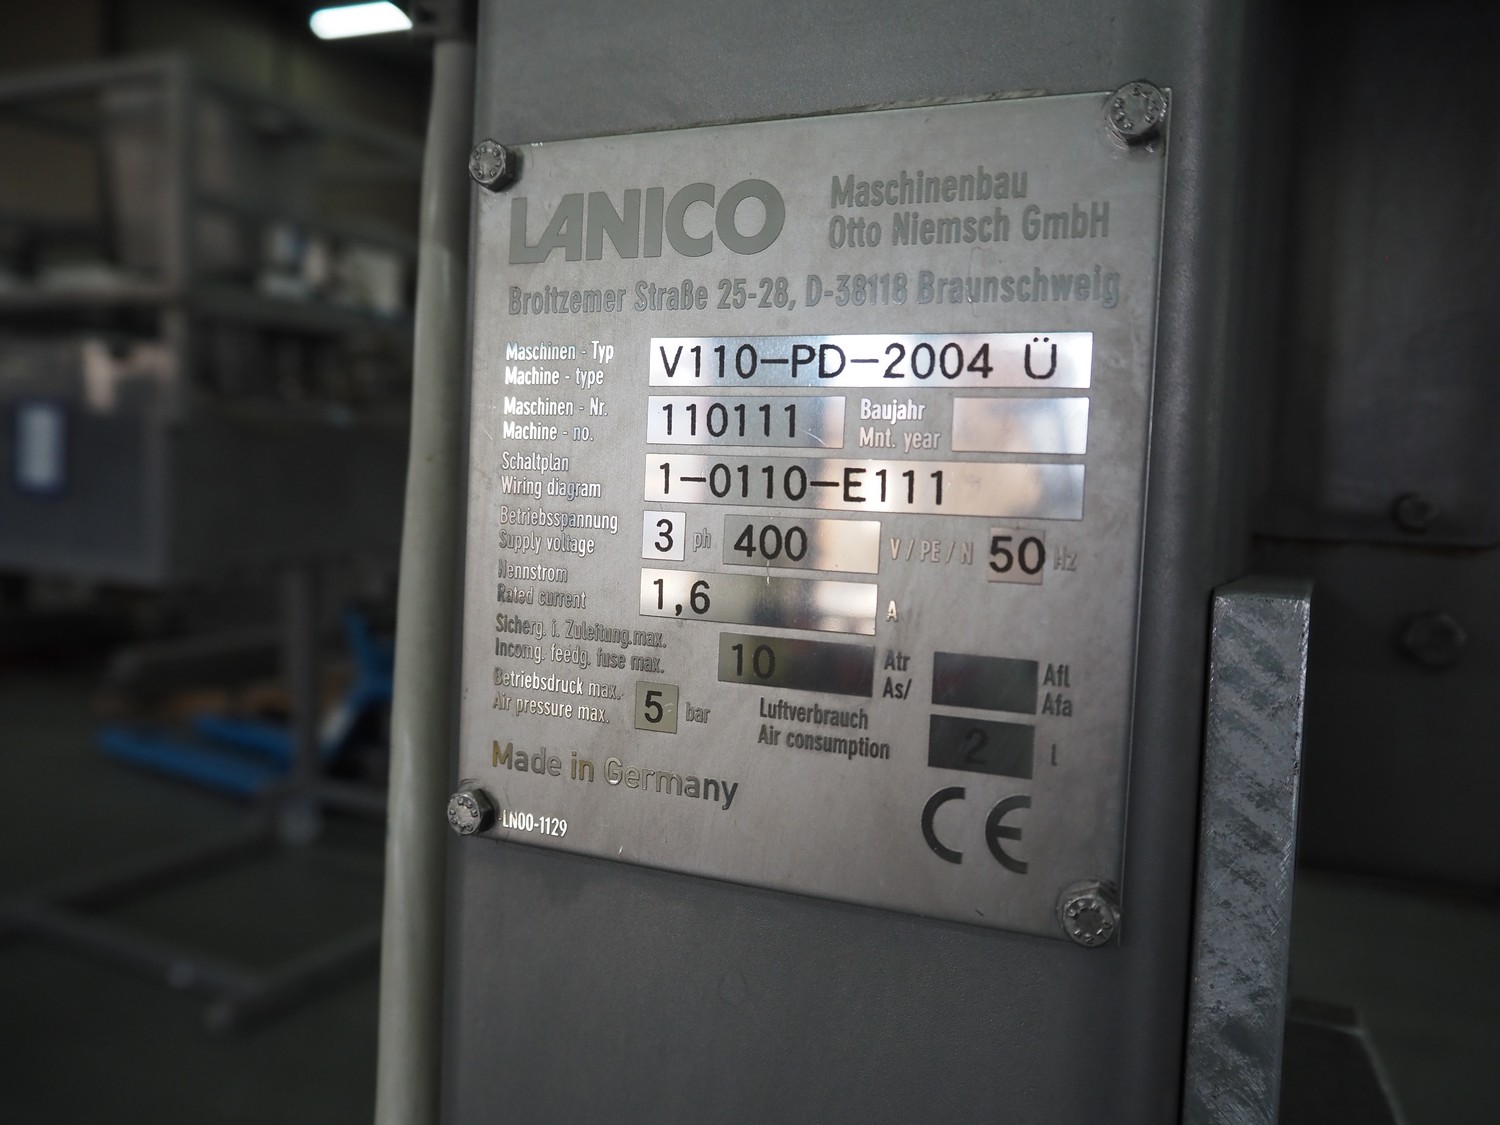 LANICO
Maschinenbau
Otto Niemsch GmbH
Broitzemer Straße 25-28, D-38118 Braunschweig
Maschinen - Typ
Machine - type
V110-PD-2004 Ü
Maschinen - Nr.
Machine - no.
110111
Baujahr
Mnt. year
Schaltplan
Wiring diagram
1-0110-E111
Betriebsspannung
Supply voltage
3 ph 400 V / PE / N 50 Hz
Nennstrom
Rated current
1,6 A
Sicherg. i. Zuleitung.max.
Incomg. feedg. fuse max.
10
Atr
As/
Afl
Afa
Betriebsdruck max.
Air pressure max.
5 bar
Luftverbrauch
Air consumption
2 l
Made in Germany
CE
LN00-1129